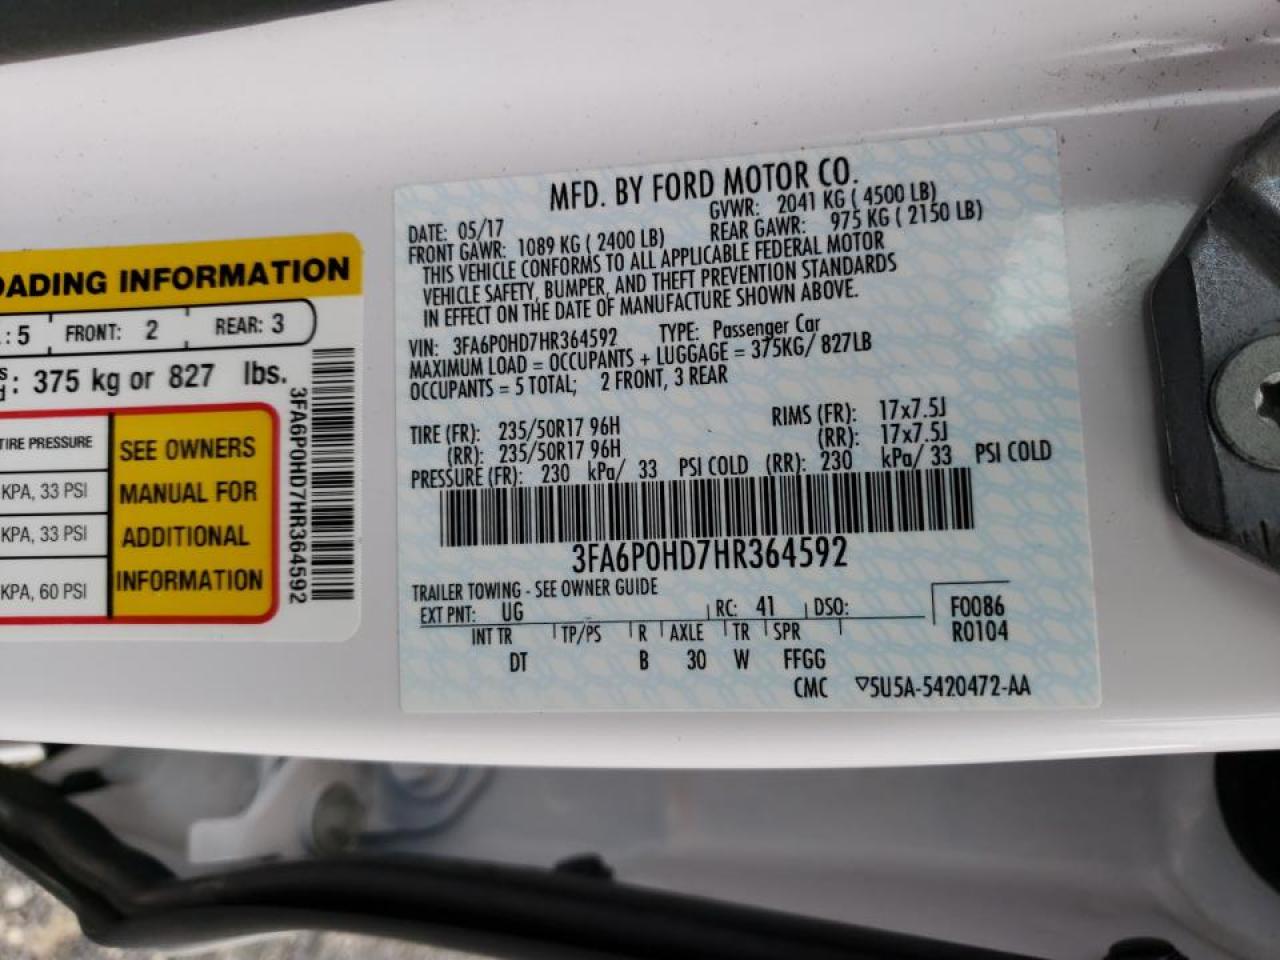 OADING INFORMATION
: 5 FRONT: 2 REAR: 3
: 375 kg or 827 lbs.
TIRE PRESSURE
KPA, 33 PSI
KPA, 33 PSI
KPA, 60 PSI
SEE OWNERS
MANUAL FOR
ADDITIONAL
INFORMATION
3FA6P0HD7HR364592
MFD. BY FORD MOTOR CO.
DATE: 05/17 GVWR: 2041 KG ( 4500 LB)
FRONT GAWR: 1089 KG ( 2400 LB) REAR GAWR: 975 KG ( 2150 LB)
THIS VEHICLE CONFORMS TO ALL APPLICABLE FEDERAL MOTOR
VEHICLE SAFETY, BUMPER, AND THEFT PREVENTION STANDARDS
IN EFFECT ON THE DATE OF MANUFACTURE SHOWN ABOVE.
VIN: 3FA6P0HD7HR364592 TYPE: Passenger Car
MAXIMUM LOAD = OCCUPANTS + LUGGAGE = 375KG/ 827LB
OCCUPANTS = 5 TOTAL; 2 FRONT, 3 REAR
TIRE (FR): 235/50R17 96H RIMS (FR): 17x7.5J
(RR): 235/50R17 96H (RR): 17x7.5J
PRESSURE (FR): 230 kPa/ 33 PSI COLD (RR): 230 kPa/ 33 PSI COLD
3FA6P0HD7HR364592
TRAILER TOWING - SEE OWNER GUIDE
EXT PNT: UG RC: 41 DSO: F0086
INT TR TP/PS R AXLE TR SPR R0104
DT B 30 W FFGG
CMC ▽5U5A-5420472-AA